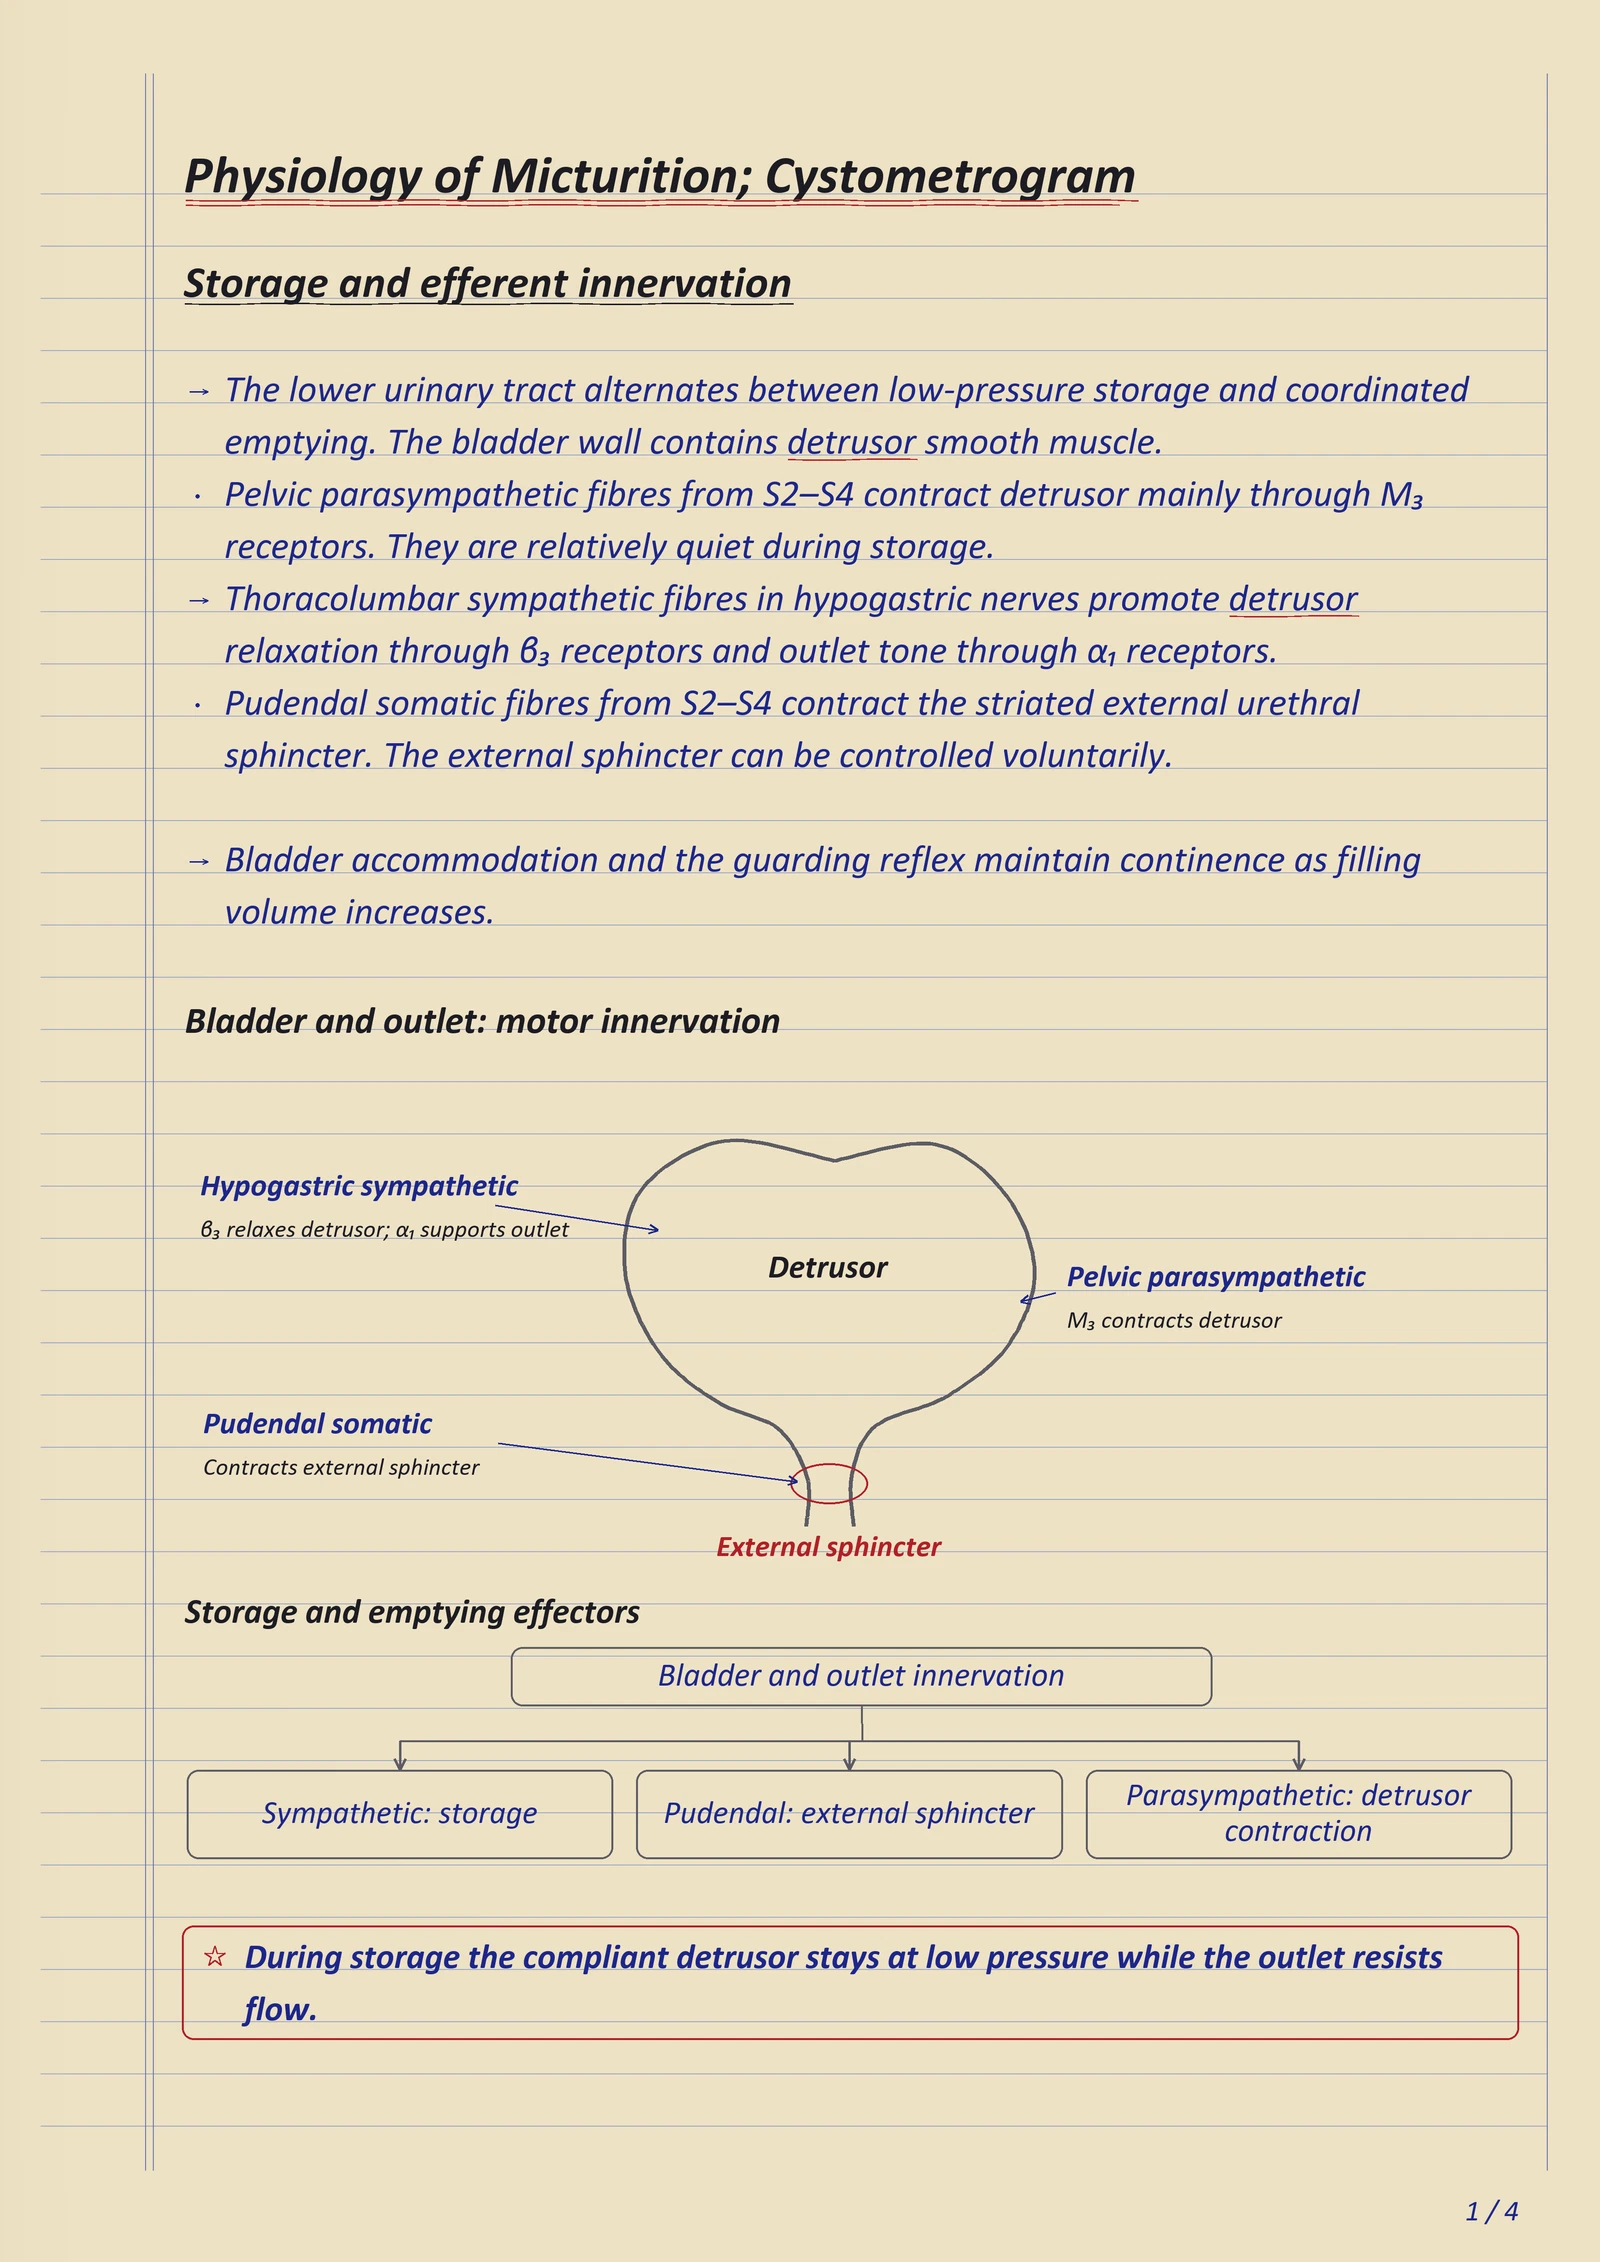 Physiology of Micturition; Cystometrogram
Storage and efferent innervation
→ The lower urinary tract alternates between low-pressure storage and coordinated
emptying. The bladder wall contains detrusor smooth muscle.
· Pelvic parasympathetic fibres from S2–S4 contract detrusor mainly through M₃
receptors. They are relatively quiet during storage.
→ Thoracolumbar sympathetic fibres in hypogastric nerves promote detrusor
relaxation through β₃ receptors and outlet tone through α₁ receptors.
· Pudendal somatic fibres from S2–S4 contract the striated external urethral
sphincter. The external sphincter can be controlled voluntarily.
→ Bladder accommodation and the guarding reflex maintain continence as filling
volume increases.
Bladder and outlet: motor innervation
Hypogastric sympathetic
β₃ relaxes detrusor; α₁ supports outlet
Detrusor
Pelvic parasympathetic
M₃ contracts detrusor
Pudendal somatic
Contracts external sphincter
External sphincter
Storage and emptying effectors
Bladder and outlet innervation
Sympathetic: storage
Pudendal: external sphincter
Parasympathetic: detrusor
contraction
☆ During storage the compliant detrusor stays at low pressure while the outlet resists
flow.
1 / 4